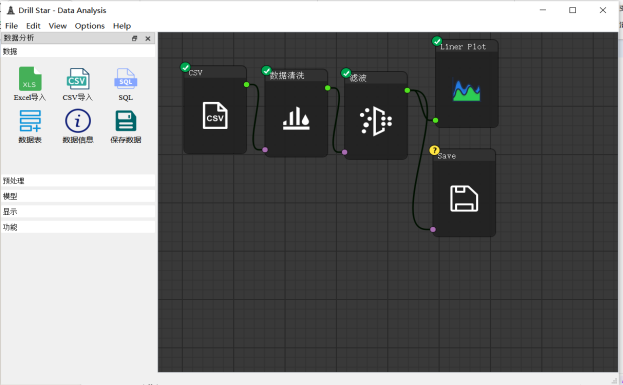 Drill Star - Data Analysis
File Edit View Options Help
数据分析
数据
XLS CSV SQL
Excel导入 CSV导入 SQL
数据表 数据信息 保存数据
预处理
模型
显示
功能
CSV
CSV
数据清洗
滤波
Liner Plot
Save